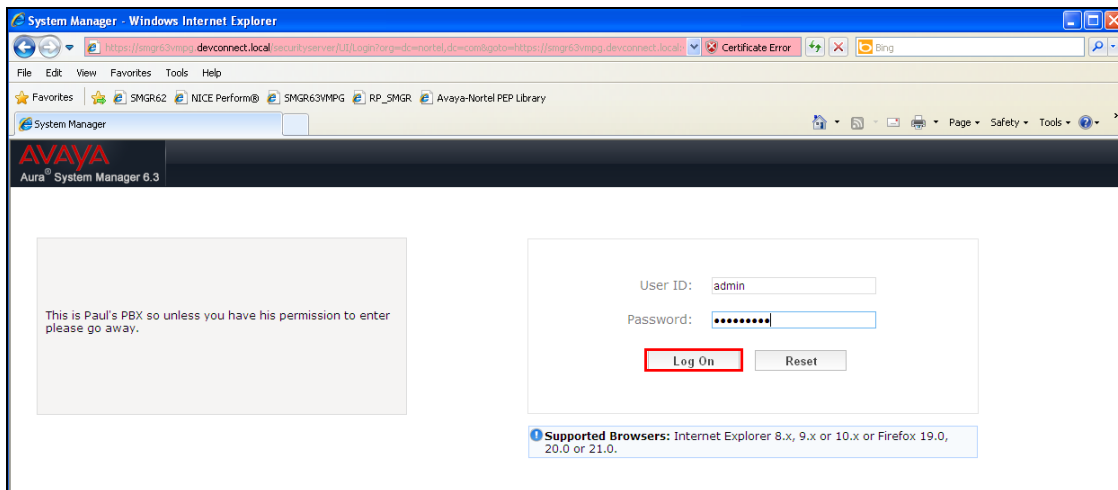 System Manager - Windows Internet Explorer
https://smgr63vmpg.devconnect.local/securityserver/UI/Login?org=dc=nortel,dc=com&goto=https://smgr63vmpg.devconnect.local: Certificate Error Bing
File Edit View Favorites Tools Help
Favorites SMGR62 NICE Perform® SMGR63VMPG RP_SMGR Avaya-Nortel PEP Library
System Manager Page Safety Tools
AVAYA
Aura® System Manager 6.3
This is Paul's PBX so unless you have his permission to enter
please go away.
User ID: admin
Password: •••••••••
Log On Reset
Supported Browsers: Internet Explorer 8.x, 9.x or 10.x or Firefox 19.0,
20.0 or 21.0.